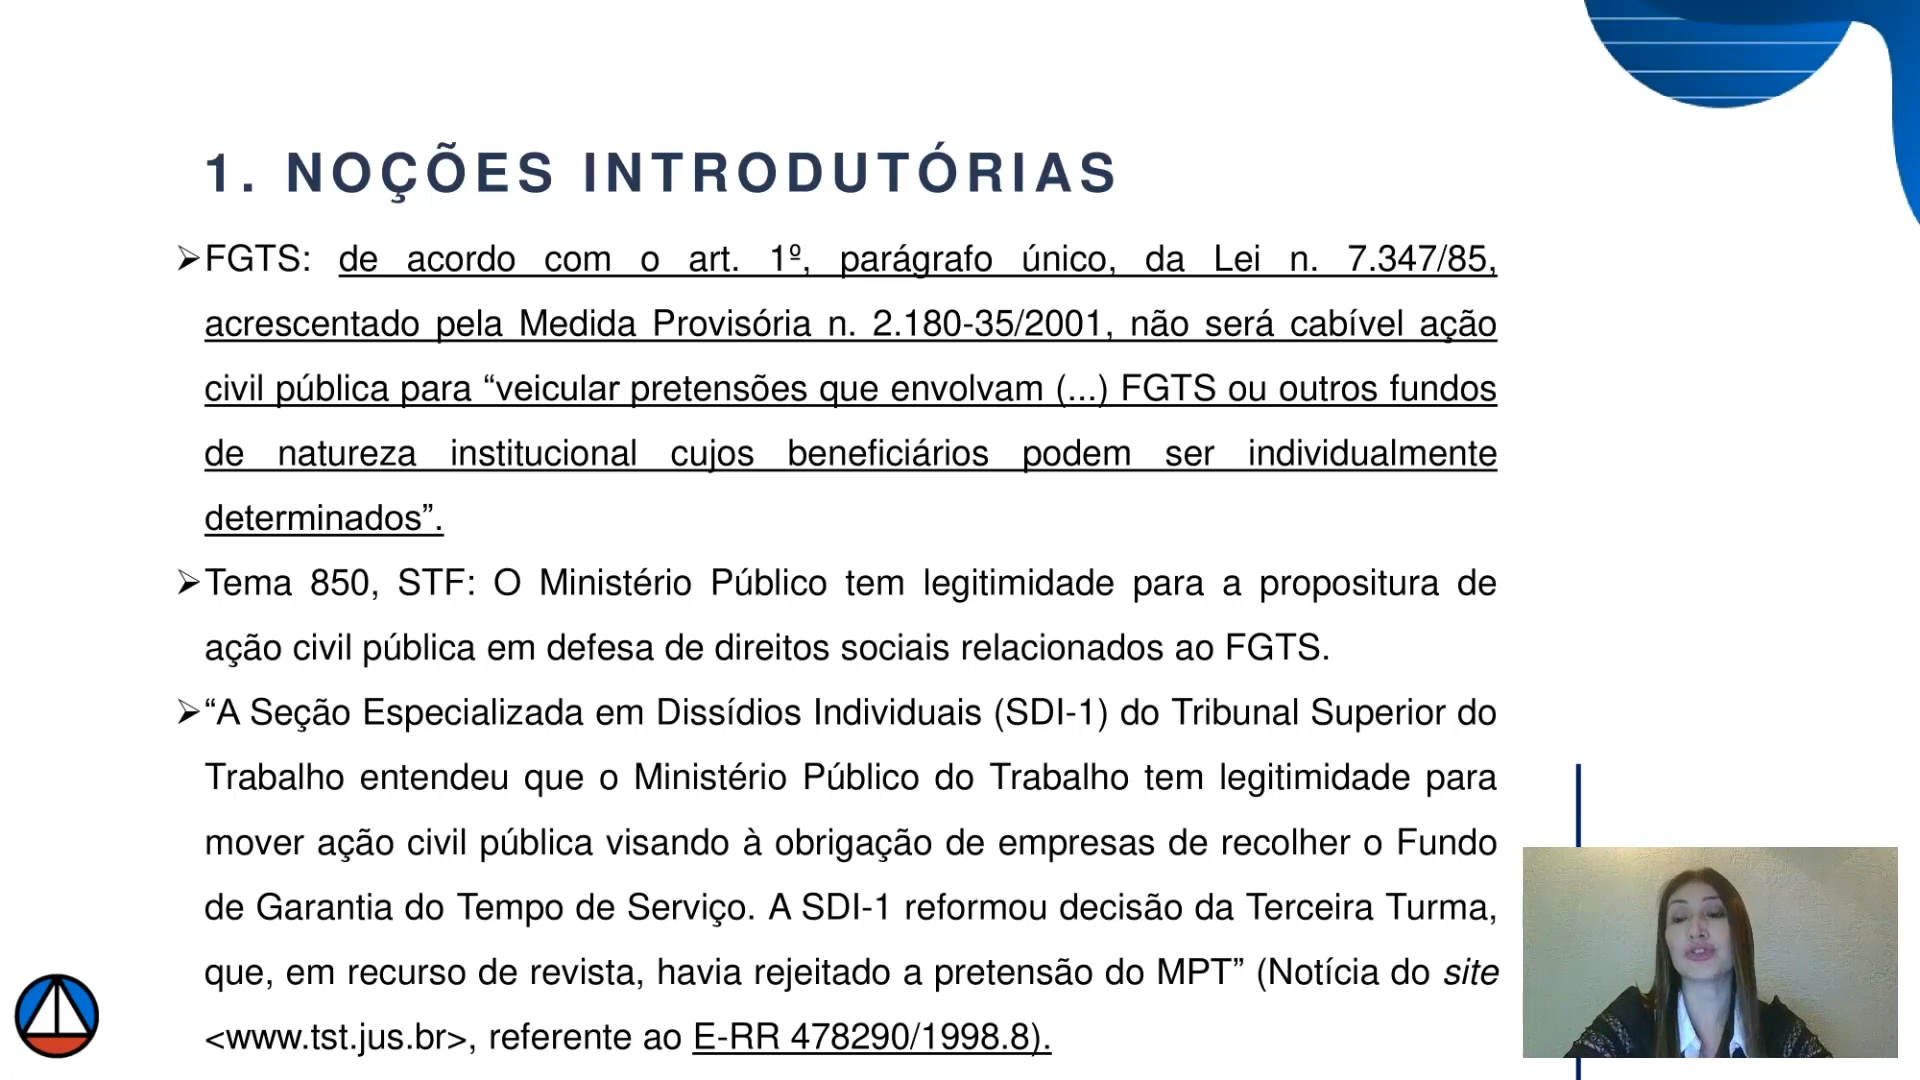 1. NOÇÕES INTRODUTÓRIAS
➢FGTS: de acordo com o art. 1º, parágrafo único, da Lei n. 7.347/85,
acrescentado pela Medida Provisória n. 2.180-35/2001, não será cabível ação
civil pública para “veicular pretensões que envolvam (...) FGTS ou outros fundos
de natureza institucional cujos beneficiários podem ser individualmente
determinados”.
➢Tema 850, STF: O Ministério Público tem legitimidade para a propositura de
ação civil pública em defesa de direitos sociais relacionados ao FGTS.
➢“A Seção Especializada em Dissídios Individuais (SDI-1) do Tribunal Superior do
Trabalho entendeu que o Ministério Público do Trabalho tem legitimidade para
mover ação civil pública visando à obrigação de empresas de recolher o Fundo
de Garantia do Tempo de Serviço. A SDI-1 reformou decisão da Terceira Turma,
que, em recurso de revista, havia rejeitado a pretensão do MPT” (Notícia do site
<www.tst.jus.br>, referente ao E-RR 478290/1998.8).